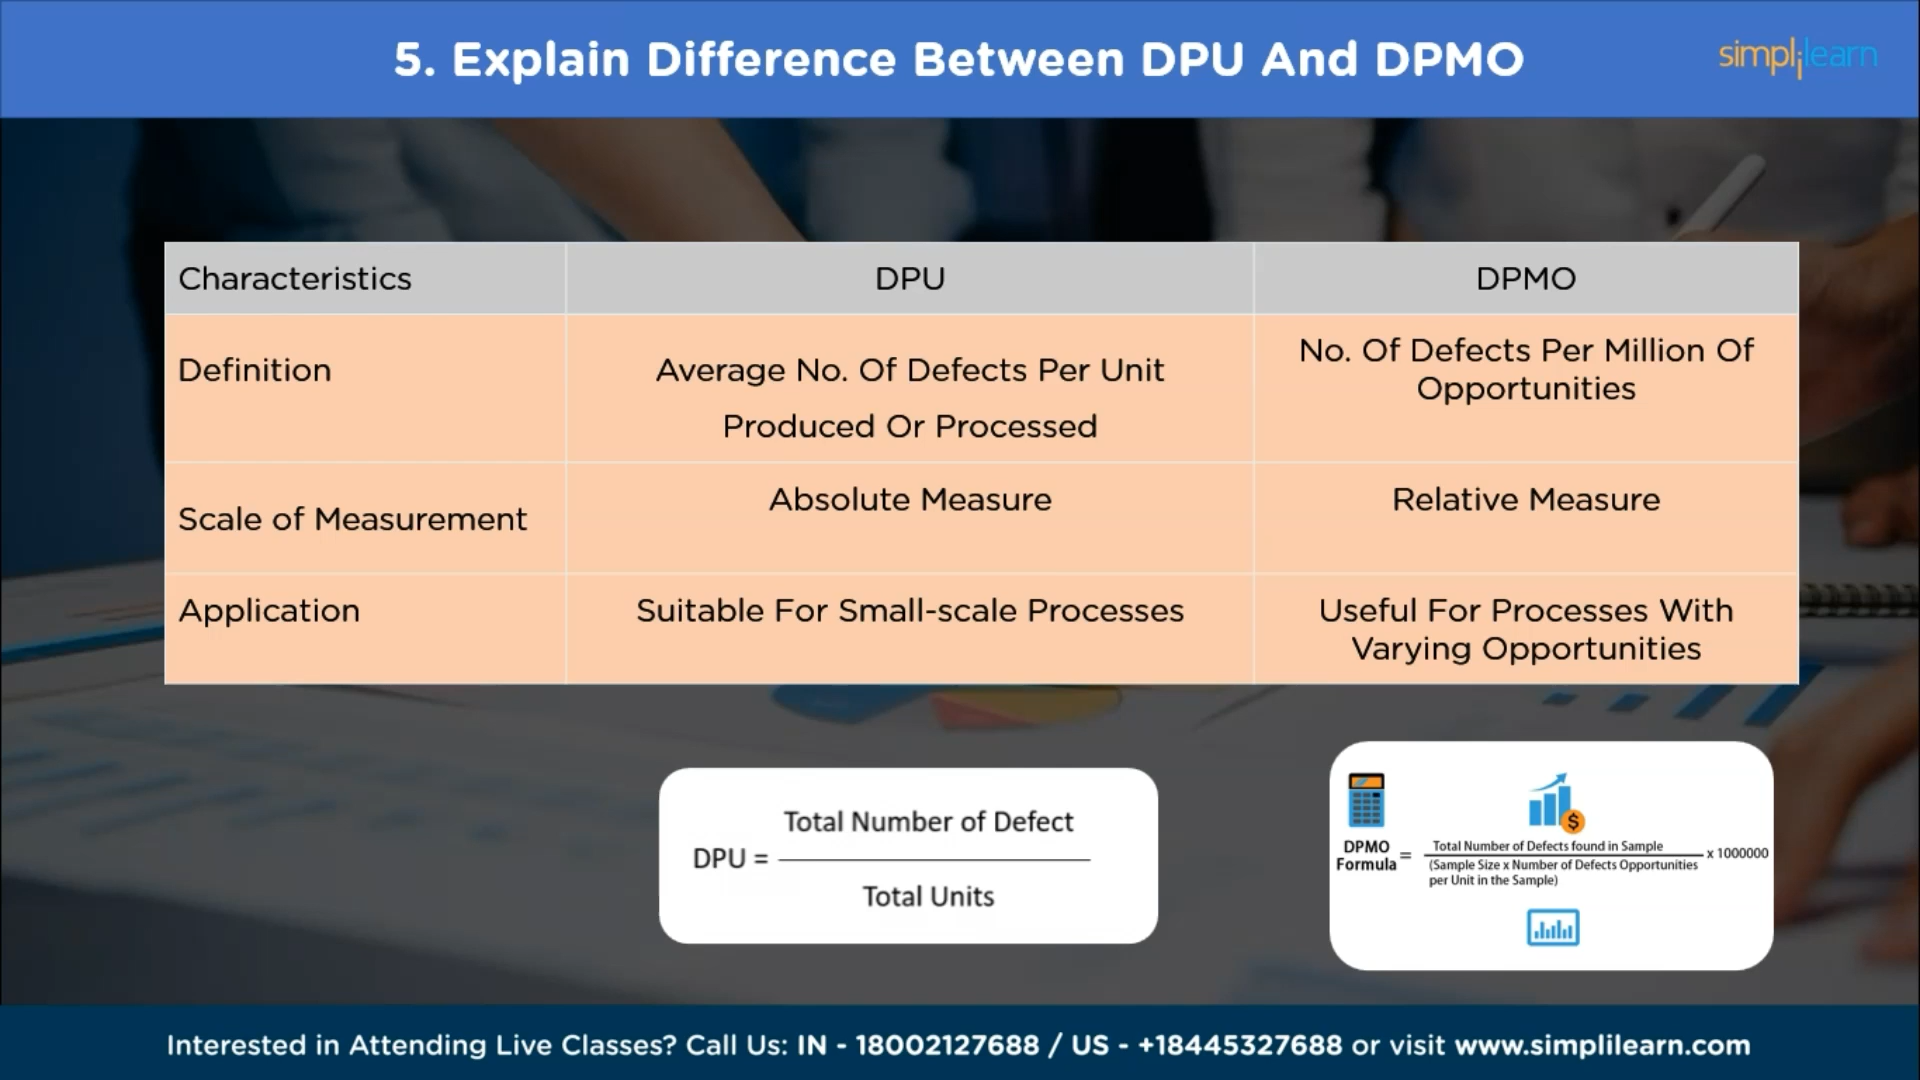 5. Explain Difference Between DPU And DPMO
simplilearn
Characteristics
DPU
DPMO
Definition
Average No. Of Defects Per Unit
Produced Or Processed
No. Of Defects Per Million Of
Opportunities
Scale of Measurement
Absolute Measure
Relative Measure
Application
Suitable For Small-scale Processes
Useful For Processes With
Varying Opportunities
DPU = Total Number of Defect
Total Units
$
DPMO
Formula = Total Number of Defects found in Sample x 1000000
(Sample Size x Number of Defects Opportunities
per Unit in the Sample)
Interested in Attending Live Classes? Call Us: IN - 18002127688 / US - +18445327688 or visit www.simplilearn.com